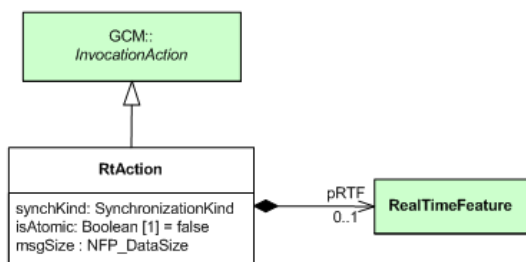 GCM::
InvocationAction
RtAction
synchKind: SynchronizationKind
isAtomic: Boolean [1] = false
msgSize : NFP_DataSize
pRTF
0..1
RealTimeFeature